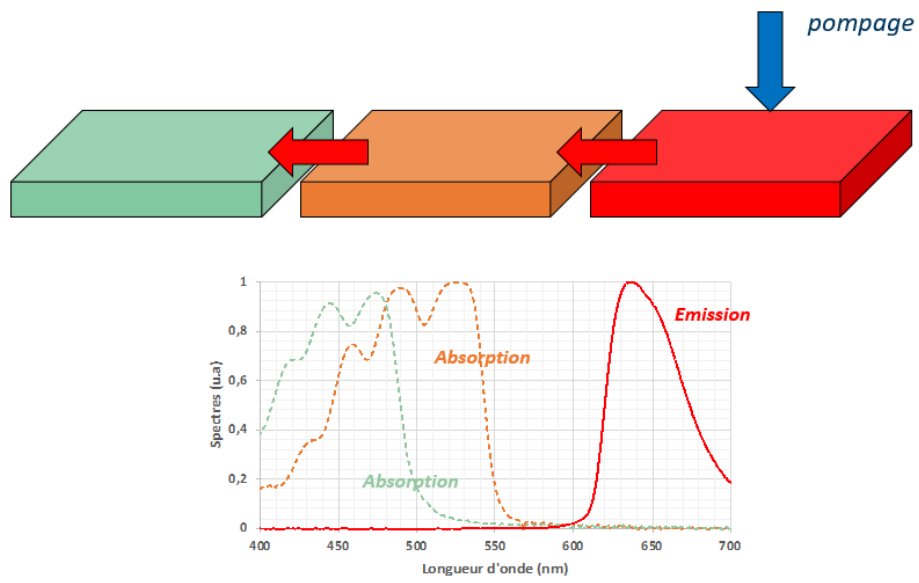 pompage
1
0,8
0,6
0,4
0,2
0
Spectres (u.a)
Emission
Absorption
Absorption
400 450 500 550 600 650 700
Longueur d'onde (nm)